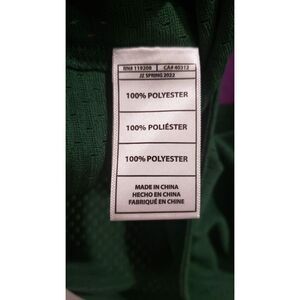 RN# 119208 CA# 40312
JZ SPRING 2022
100% POLYESTER
100% POLIÉSTER
100% POLYESTER
MADE IN CHINA
HECHO EN CHINA
FABRIQUÉ EN CHINE